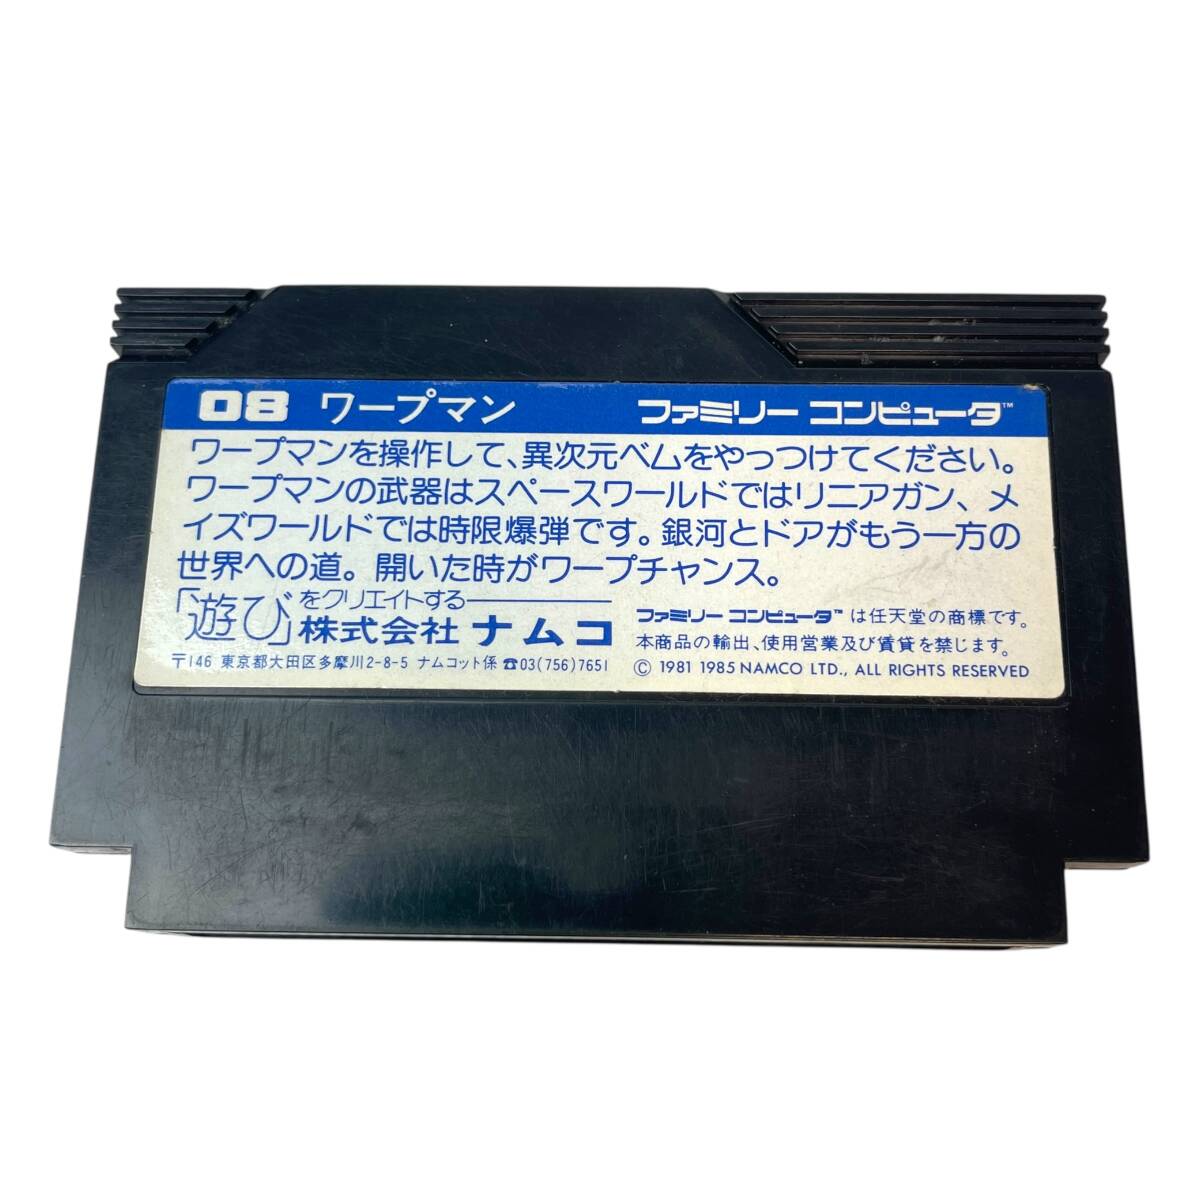 08 ワープマン ファミリー コンピュータ™
ワープマンを操作して、異次元ベムをやっつけてください。
ワープマンの武器はスペースワールドではリニアガン、メ
イズワールドでは時限爆弾です。銀河とドアがもう一方の
世界への道。開いた時がワープチャンス。
「遊び」をクリエイトする
株式会社 ナムコ
〒146 東京都大田区多摩川2-8-5 ナムコット係 ☎03(756)7651
ファミリー コンピュータ™ は任天堂の商標です。
本商品の輸出、使用営業及び賃貸を禁じます。
© 1981 1985 NAMCO LTD., ALL RIGHTS RESERVED